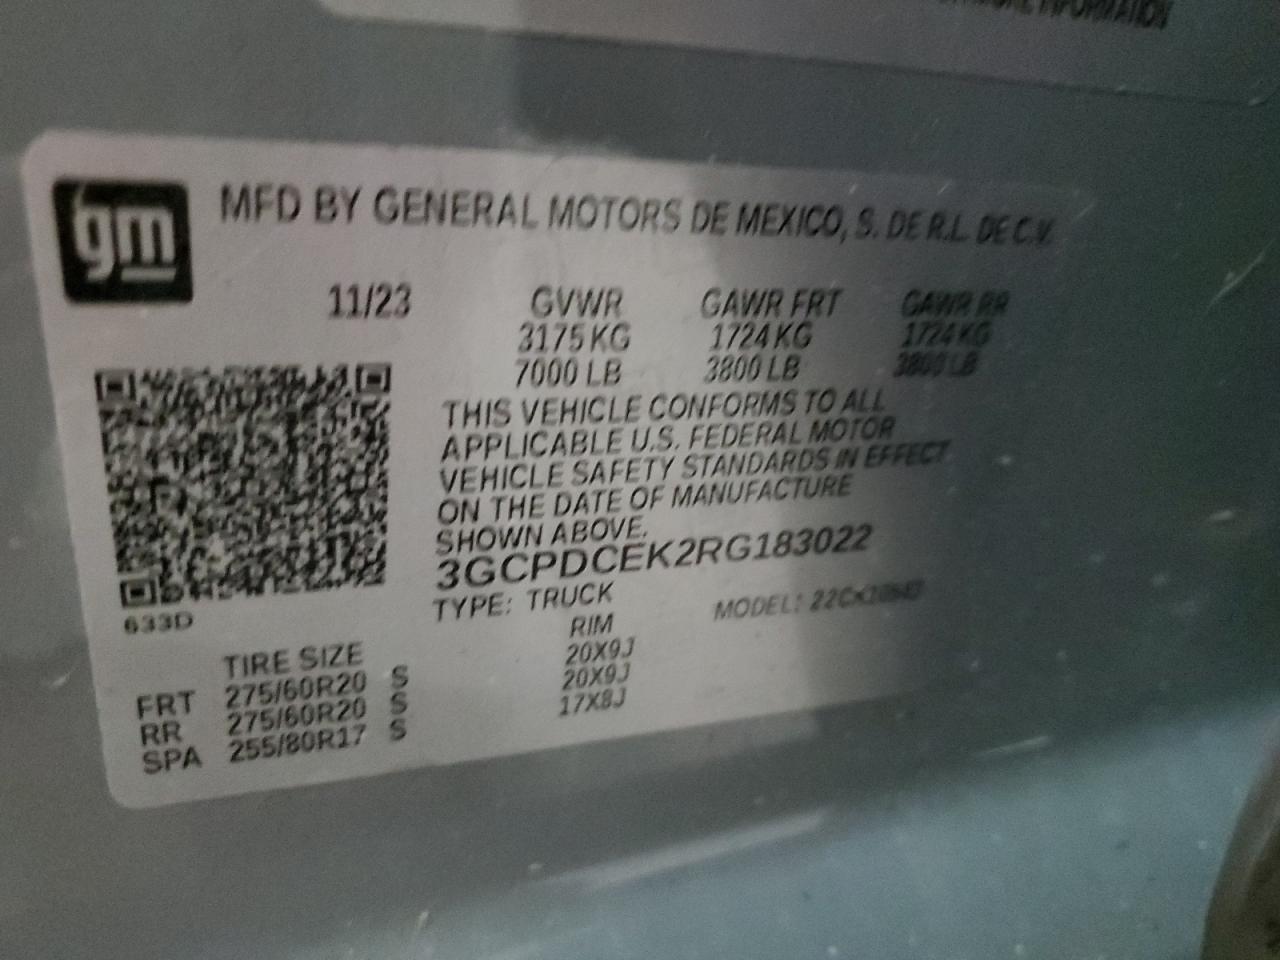 MORE INFORMATION
gm
MFD BY GENERAL MOTORS DE MEXICO, S. DE R.L. DE C.V.
11/23 GVWR GAWR FRT GAWR RR
3175 KG 1724 KG 1724 KG
7000 LB 3800 LB 3800 LB
THIS VEHICLE CONFORMS TO ALL
APPLICABLE U.S. FEDERAL MOTOR
VEHICLE SAFETY STANDARDS IN EFFECT
ON THE DATE OF MANUFACTURE
SHOWN ABOVE.
3GCPDCEK2RG183022
TYPE: TRUCK MODEL:
633D
TIRE SIZE RIM
FRT 275/60R20 S 20X9J
RR 275/60R20 S 20X9J
SPA 255/80R17 S 17X8J